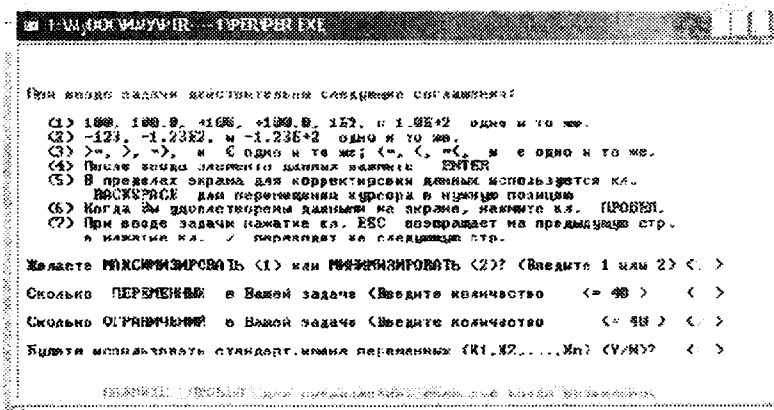 При вводе задачи действительны следующие соглашения:
(1) 100, 100.0, +100, +100.0, 1E2, и 1.0E+2 одно и то же.
(2) -123, -1.23E2, и -1.23E+2 одно и то же.
(3) >=, >, =>, и € одно и то же; <=, <, =<, и е одно и то же.
(4) После ввода элемента данных нажмите ENTER
(5) В пределах экрана для корректировки данных используется кл.
BACKSPACE для перемещения курсора в нужную позицию
(6) Когда Вы удовлетворены данными на экране, нажмите кл. ПРОБЕЛ.
(7) При вводе задачи нажатие кл. ESC возвращает на предыдущую стр.
а нажатие кл. / переводит на следующую стр.
Желаете МАКСИМИЗИРОВАТЬ (1) или МИНИМИЗИРОВАТЬ (2)? (Введите 1 или 2) < >
Сколько ПЕРЕМЕННЫХ в Вашей задаче (Введите количество <= 40 ) < >
Сколько ОГРАНИЧЕНИЙ в Вашей задаче (Введите количество <= 40 ) < >
Будете использовать стандарт.имена переменных (X1,X2,...,Xn) (Y/N)? < >